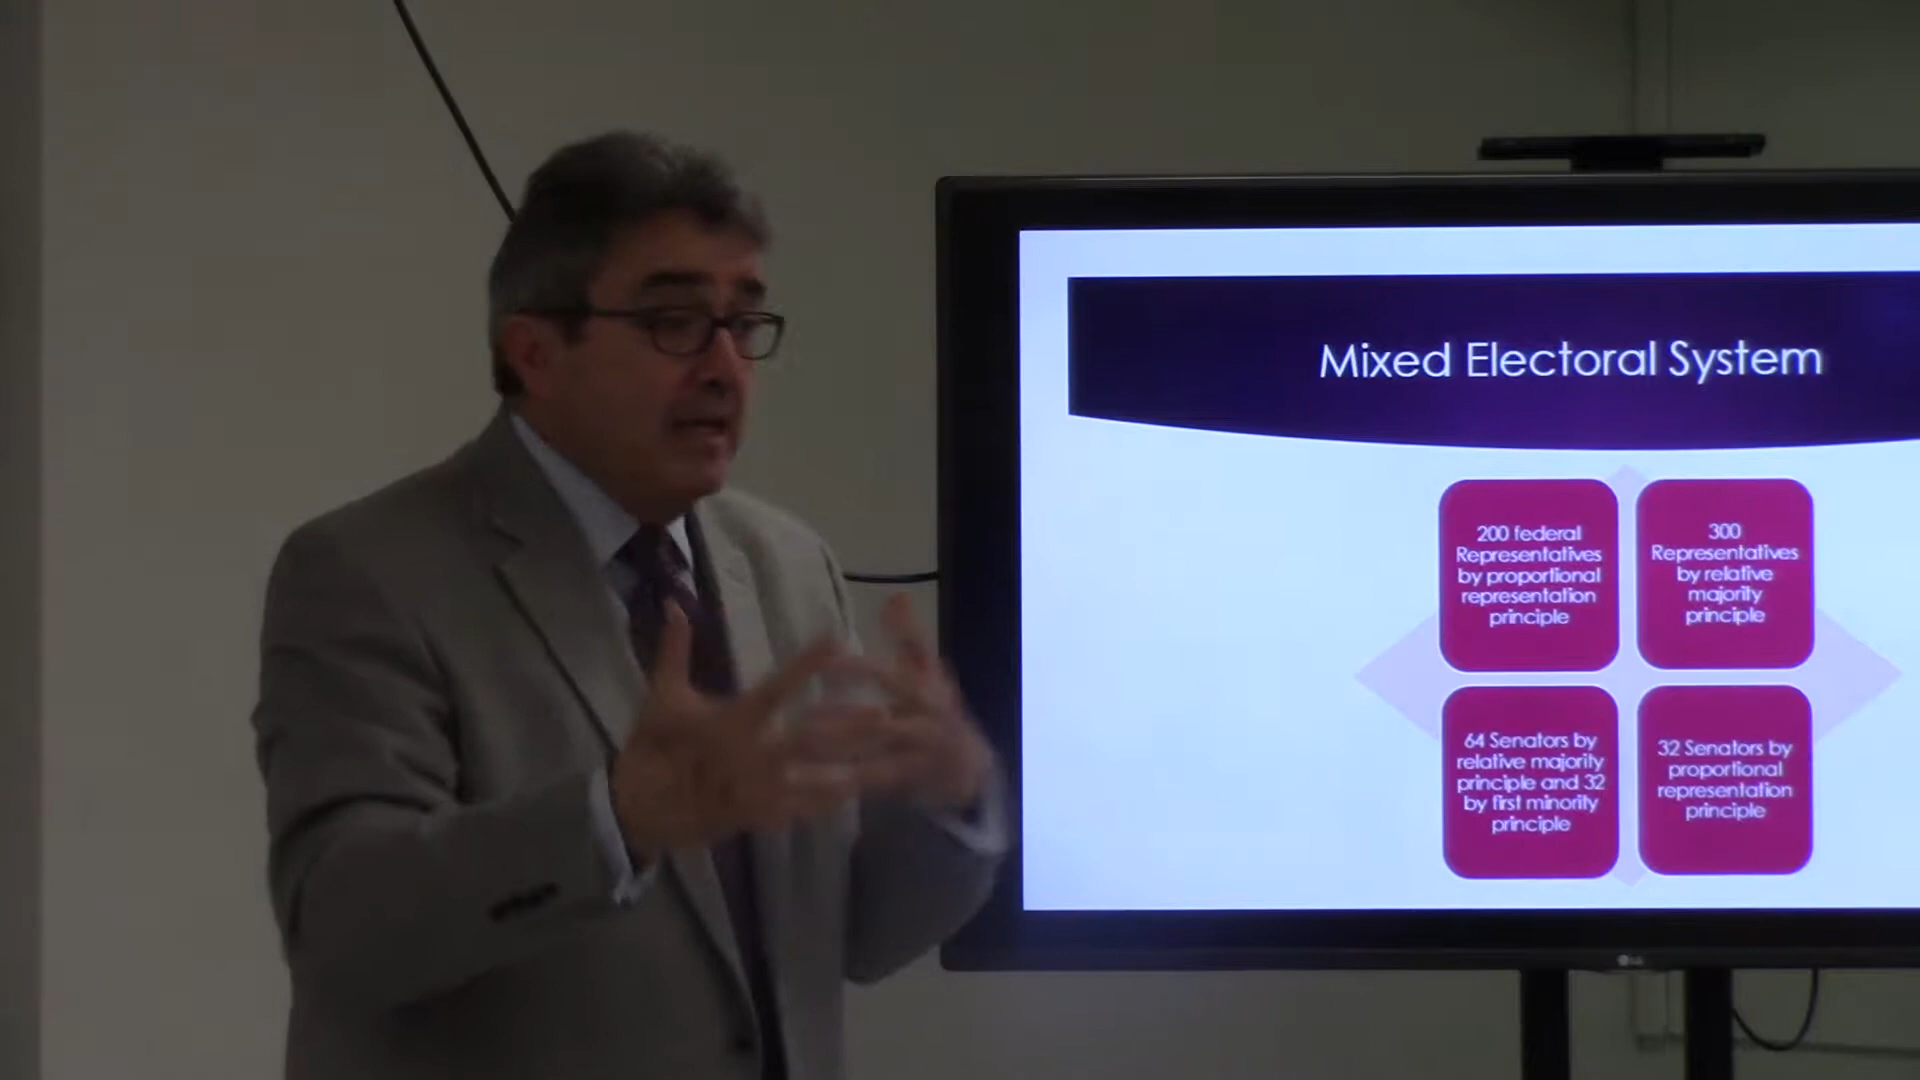 Mixed Electoral System
200 federal
Representatives
by proportional
representation
principle
300
Representatives
by relative
majority
principle
64 Senators by
relative majority
principle and 32
by first minority
principle
32 Senators by
proportional
representation
principle
LG